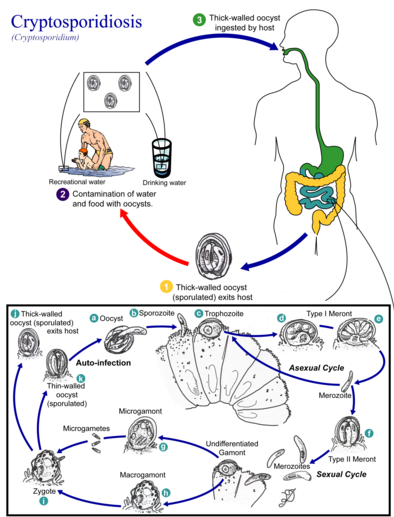 Cryptosporidiosis
(Cryptosporidium)
3 Thick-walled oocyst
ingested by host
Recreational water
Drinking water
2 Contamination of water
and food with oocysts.
1 Thick-walled oocyst
(sporulated) exits host
j Thick-walled
oocyst (sporulated)
exits host
a Oocyst
b Sporozoite
c Trophozoite
d
Type I Meront
e
Auto-infection
Asexual Cycle
k
Thin-walled
oocyst
(sporulated)
Merozoite
f
Type II Meront
Microgamont
Microgametes
g
Undifferentiated
Gamont
Merozoites
Sexual Cycle
Macrogamont
h
Zygote
i